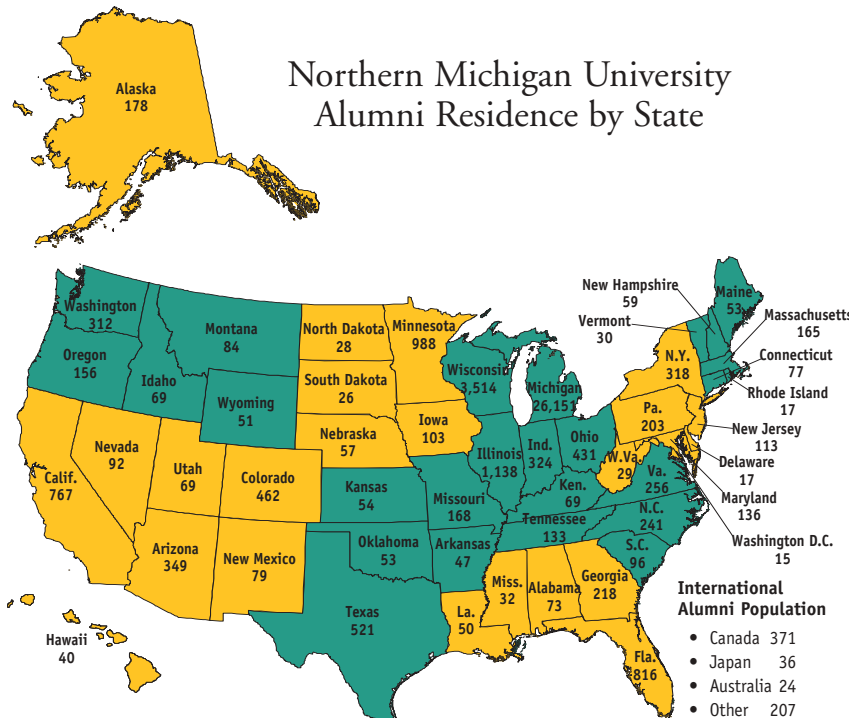 Northern Michigan University
Alumni Residence by State
Alaska
178
Washington
312
Oregon
156
Idaho
69
Montana
84
Wyoming
51
North Dakota
28
South Dakota
26
Nebraska
57
Minnesota
988
Iowa
103
Wisconsin
3,514
Michigan
26,151
Illinois
1,138
Ind.
324
Ohio
431
New Hampshire
59
Vermont
30
Maine
53
Massachusetts
165
Connecticut
77
Rhode Island
17
N.Y.
318
Pa.
203
New Jersey
113
Delaware
17
Maryland
136
Washington D.C.
15
W.Va.
29
Va.
256
Ken.
69
N.C.
241
Tennessee
133
S.C.
96
Calif.
767
Nevada
92
Utah
69
Colorado
462
Kansas
54
Missouri
168
Arizona
349
New Mexico
79
Oklahoma
53
Arkansas
47
Texas
521
La.
50
Miss.
32
Alabama
73
Georgia
218
Fla.
816
Hawaii
40
International
Alumni Population
• Canada 371
• Japan 36
• Australia 24
• Other 207